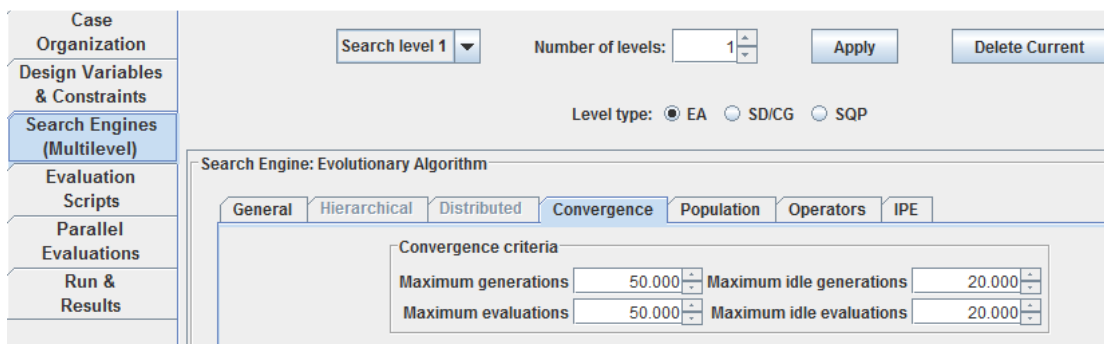 Case
Organization
Design Variables
& Constraints
Search Engines
(Multilevel)
Evaluation
Scripts
Parallel
Evaluations
Run &
Results
Search level 1 Number of levels: 1 Apply Delete Current
Level type: EA SD/CG SQP
Search Engine: Evolutionary Algorithm
General Hierarchical Distributed Convergence Population Operators IPE
Convergence criteria
Maximum generations 50.000 Maximum idle generations 20.000
Maximum evaluations 50.000 Maximum idle evaluations 20.000